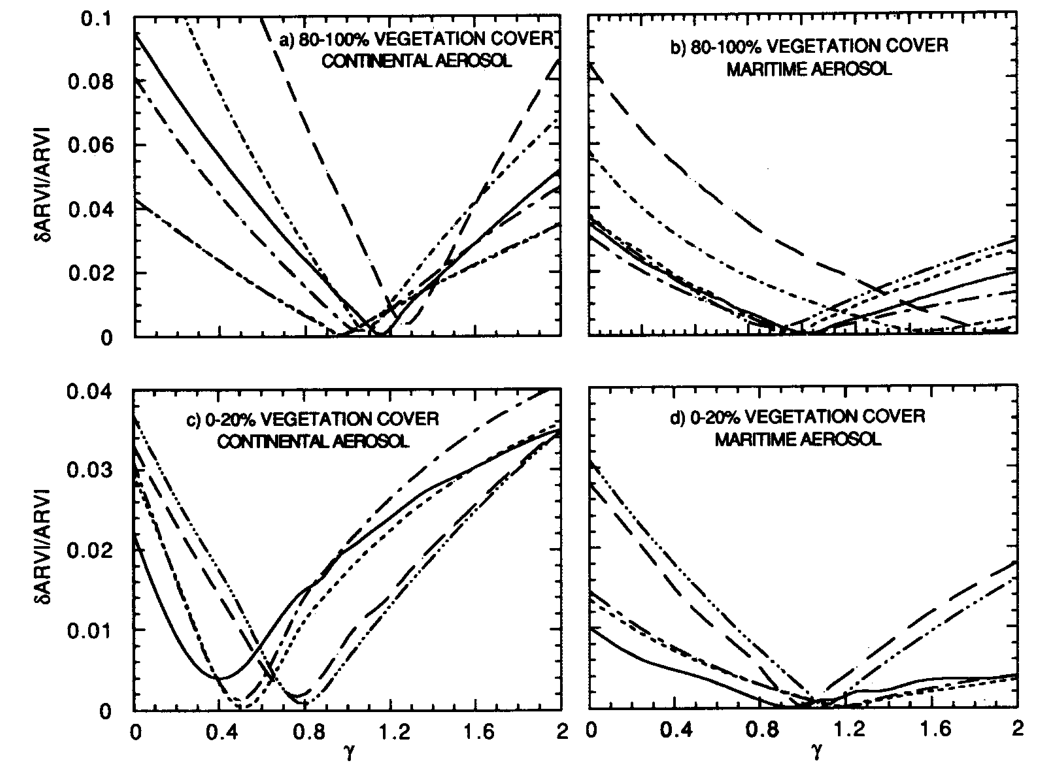 0.1
0.08
0.06
0.04
0.02
0
δARVI/ARVI
a) 80-100% VEGETATION COVER
CONTINENTAL AEROSOL
b) 80-100% VEGETATION COVER
MARITIME AEROSOL
0.04
0.03
0.02
0.01
0
δARVI/ARVI
c) 0-20% VEGETATION COVER
CONTINENTAL AEROSOL
d) 0-20% VEGETATION COVER
MARITIME AEROSOL
0 0.4 0.8 1.2 1.6 2
γ
0 0.4 0.8 1.2 1.6 2
γ